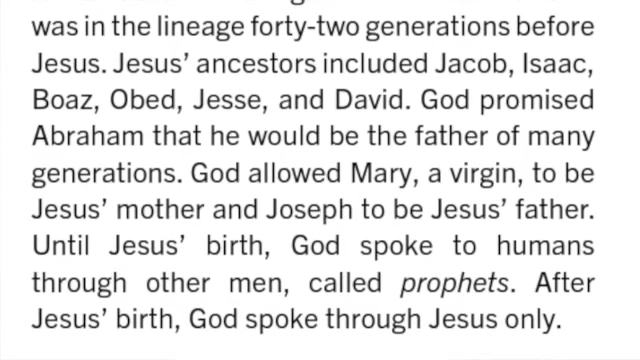 was in the lineage forty-two generations before
Jesus. Jesus’ ancestors included Jacob, Isaac,
Boaz, Obed, Jesse, and David. God promised
Abraham that he would be the father of many
generations. God allowed Mary, a virgin, to be
Jesus’ mother and Joseph to be Jesus’ father.
Until Jesus’ birth, God spoke to humans
through other men, called prophets. After
Jesus’ birth, God spoke through Jesus only.